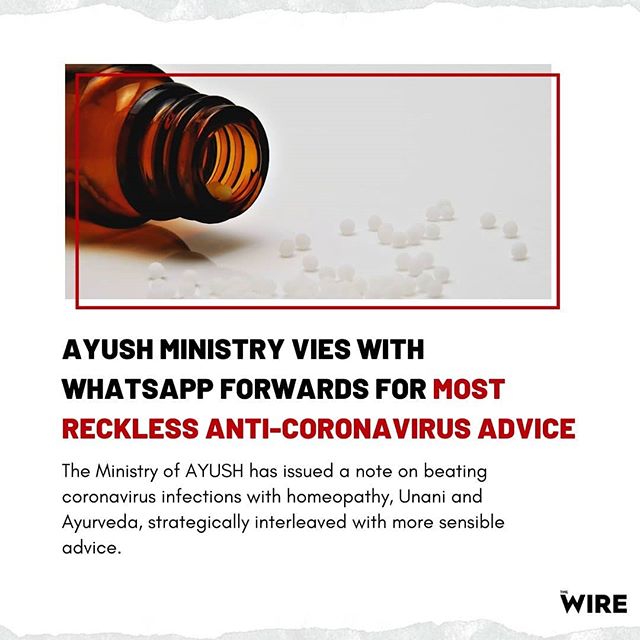 AYUSH MINISTRY VIES WITH
WHATSAPP FORWARDS FOR MOST
RECKLESS ANTI-CORONAVIRUS ADVICE
The Ministry of AYUSH has issued a note on beating
coronavirus infections with homeopathy, Unani and
Ayurveda, strategically interleaved with more sensible
advice.
THE
WIRE